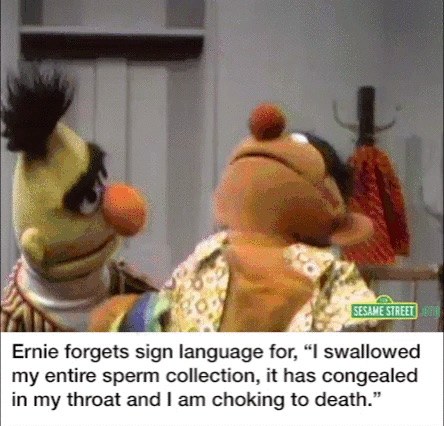 SESAME STREET
Ernie forgets sign language for, “I swallowed
my entire sperm collection, it has congealed
in my throat and I am choking to death.”